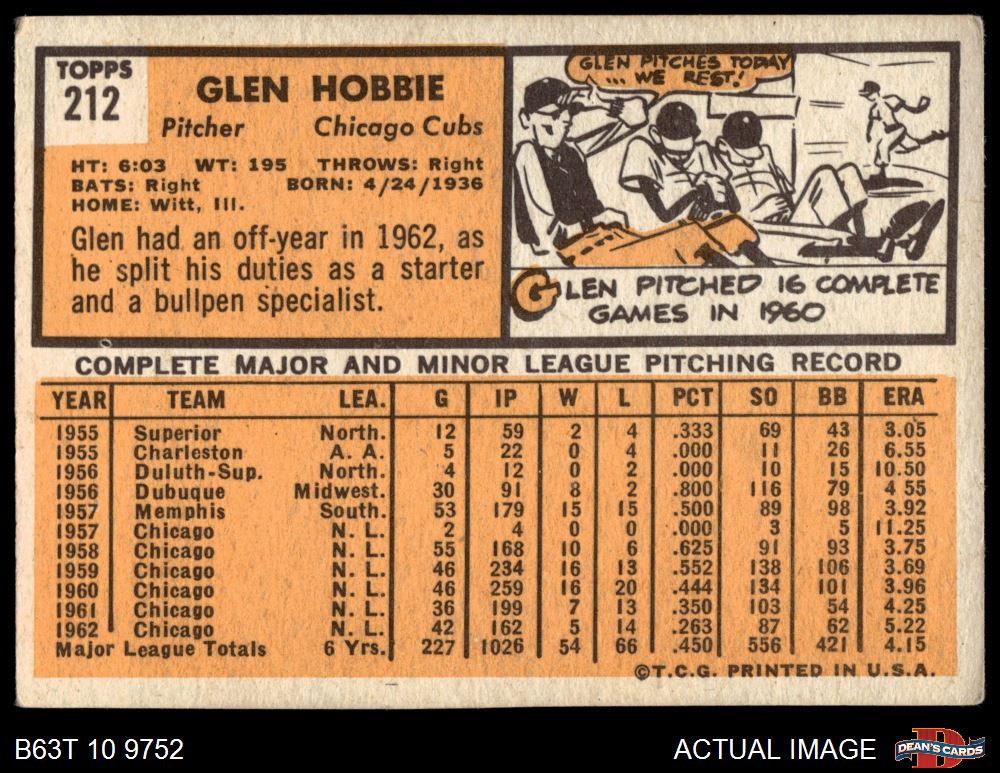 TOPPS
212
GLEN HOBBIE
Pitcher Chicago Cubs
HT: 6:03 WT: 195 THROWS: Right
BATS: Right BORN: 4/24/1936
HOME: Witt, Ill.
Glen had an off-year in 1962, as
he split his duties as a starter
and a bullpen specialist.
GLEN PITCHES TODAY
... WE REST!
GLEN PITCHED 16 COMPLETE
GAMES IN 1960
COMPLETE MAJOR AND MINOR LEAGUE PITCHING RECORD
YEAR TEAM LEA. G IP W L PCT SO BB ERA
1955 Superior North. 12 59 2 4 .333 69 43 3.05
1955 Charleston A. A. 5 22 0 4 .000 11 26 6.55
1956 Duluth-Sup. North. 4 12 0 2 .000 10 15 10.50
1956 Dubuque Midwest. 30 91 8 2 .800 116 79 4 55
1957 Memphis South. 53 179 15 15 .500 89 98 3.92
1957 Chicago N. L. 2 4 0 0 .000 3 5 11.25
1958 Chicago N. L. 55 168 10 6 .625 91 93 3.75
1959 Chicago N. L. 46 234 16 13 .552 138 106 3.69
1960 Chicago N. L. 46 259 16 20 .444 134 101 3.96
1961 Chicago N. L. 36 199 7 13 .350 103 54 4.25
1962 Chicago N. L. 42 162 5 14 .263 87 62 5.22
Major League Totals 6 Yrs. 227 1026 54 66 .450 556 421 4.15
©T.C.G. PRINTED IN U.S.A.
B63T 10 9752 ACTUAL IMAGE
D
DEAN'S CARDS